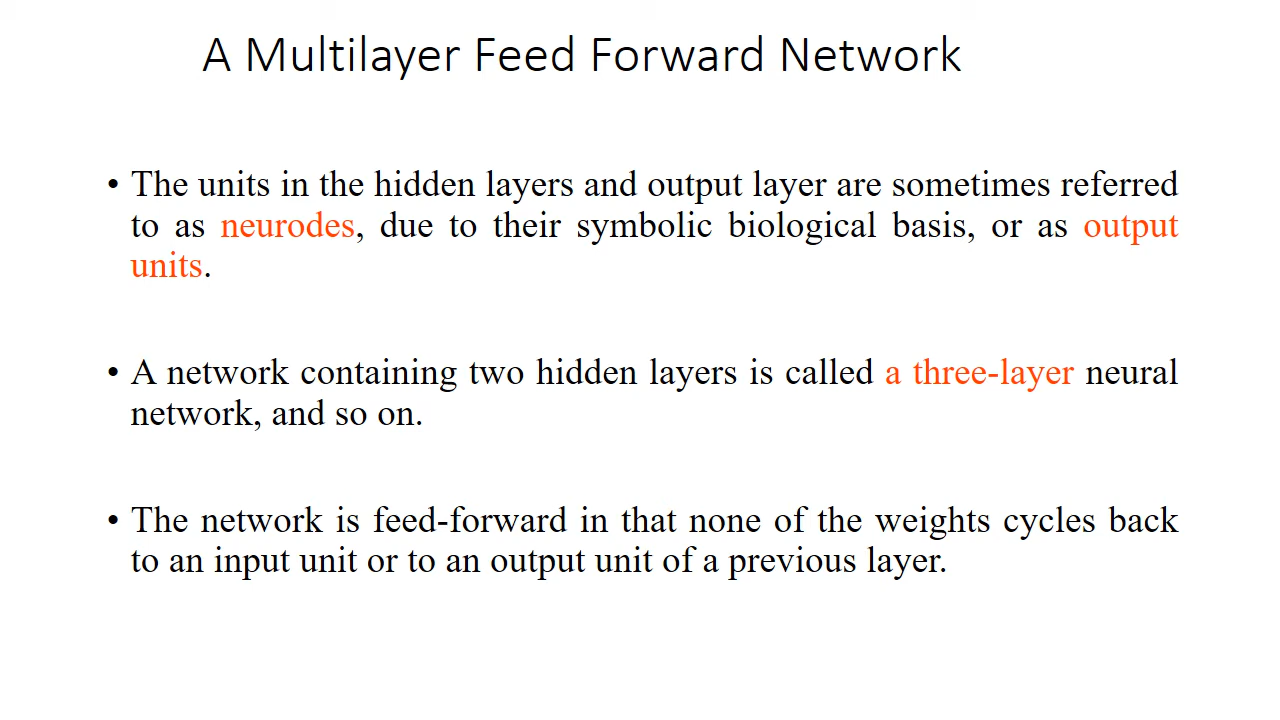 A Multilayer Feed Forward Network
• The units in the hidden layers and output layer are sometimes referred
to as neurodes, due to their symbolic biological basis, or as output
units.
• A network containing two hidden layers is called a three-layer neural
network, and so on.
• The network is feed-forward in that none of the weights cycles back
to an input unit or to an output unit of a previous layer.